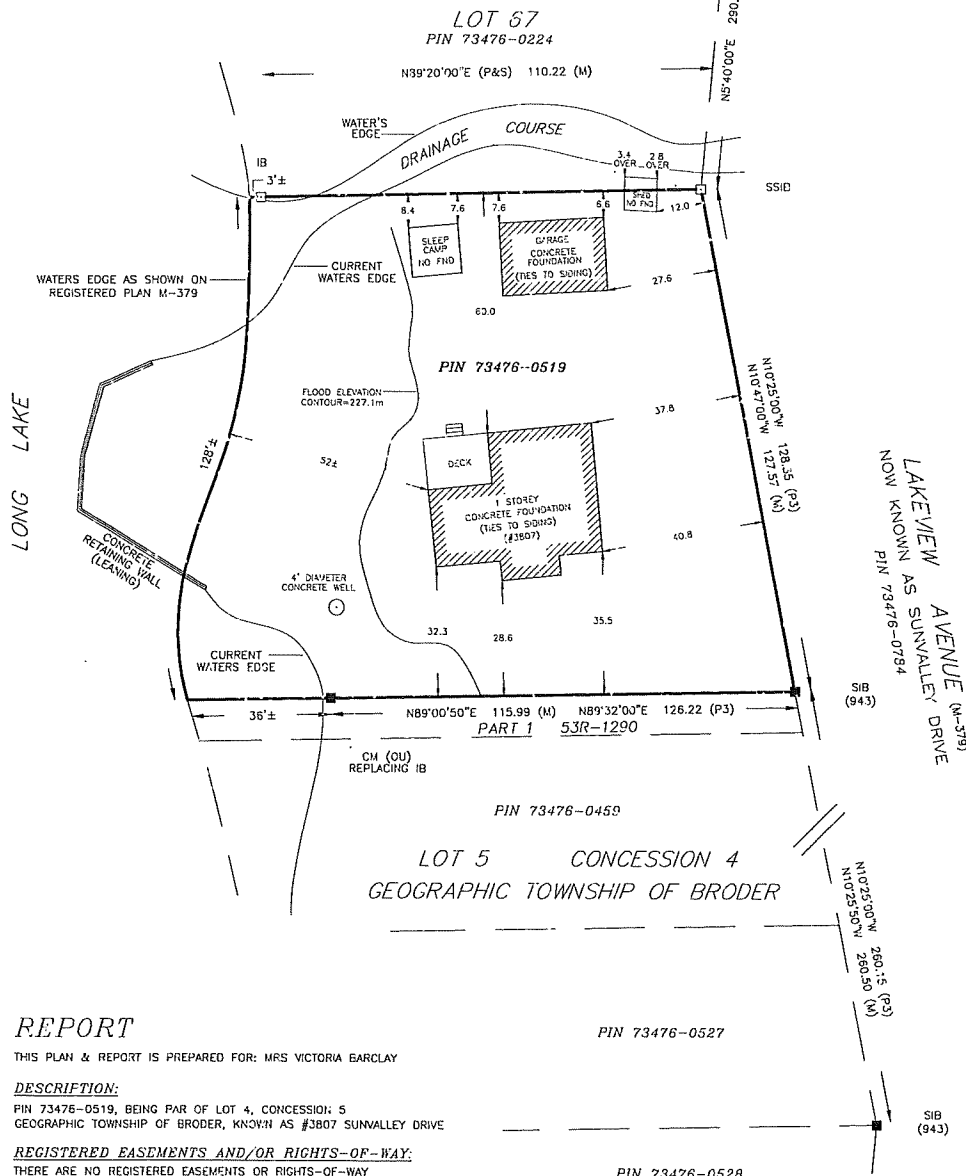 LOT 67
PIN 73476-0224
N89°20'00"E (P&S) 110.22 (M)
N5°40'00"E 290.
WATER'S
EDGE
DRAINAGE COURSE
IB
3'±
3.4
OVER
2.8
OVER
SSIB
SHED
NO FND
12.0
8.4
7.6
7.6
6.6
SLEEP
CAMP
NO FND
GARAGE
CONCRETE
FOUNDATION
(TIES TO SIDING)
CURRENT
WATERS EDGE
WATERS EDGE AS SHOWN ON
REGISTERED PLAN M-379
27.6
60.0
PIN 73476-0519
FLOOD ELEVATION
CONTOUR=227.1m
N10°25'00"W 128.35 (P3)
N10°47'00"W 127.57 (M)
37.8
LONG LAKE
128'±
52±
DECK
1 STOREY
CONCRETE FOUNDATION
(TIES TO SIDING)
(#3807)
40.8
LAKEVIEW AVENUE (M-379)
NOW KNOWN AS SUNVALLEY DRIVE
PIN 73476-0784
CONCRETE
RETAINING WALL
(LEANING)
4' DIAMETER
CONCRETE WELL
32.3
28.6
35.5
CURRENT
WATERS EDGE
SIB
(943)
36'±
N89°00'50"E 115.99 (M) N89°32'00"E 126.22 (P3)
PART 1 53R-1290
CM (OU)
REPLACING IB
PIN 73476-0459
LOT 5 CONCESSION 4
GEOGRAPHIC TOWNSHIP OF BRODER
N10°25'00"W 260.15 (P3)
N10°25'50"W 260.50 (M)
REPORT
PIN 73476-0527
THIS PLAN & REPORT IS PREPARED FOR: MRS VICTORIA BARCLAY
DESCRIPTION:
PIN 73476-0519, BEING PAR OF LOT 4, CONCESSION 5
GEOGRAPHIC TOWNSHIP OF BRODER, KNOWN AS #3807 SUNVALLEY DRIVE
SIB
(943)
REGISTERED EASEMENTS AND/OR RIGHTS-OF-WAY:
THERE ARE NO REGISTERED EASEMENTS OR RIGHTS-OF-WAY
PIN 73476-0528